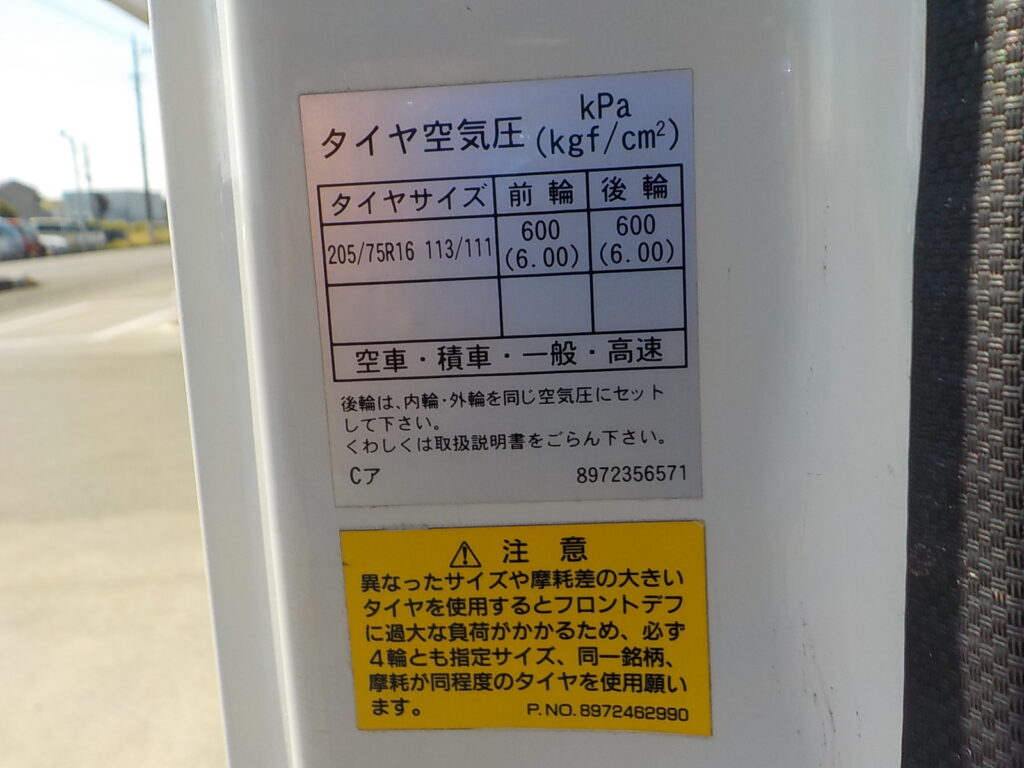 kPa
タイヤ空気圧(kgf/cm²)
タイヤサイズ 前輪 後輪
205/75R16 113/111 600 (6.00) 600 (6.00)
空車・積車・一般・高速
後輪は、内輪・外輪を同じ空気圧にセット
して下さい。
くわしくは取扱説明書をごらん下さい。
Cア 8972356571
⚠ 注意
異なったサイズや摩耗差の大きい
タイヤを使用するとフロントデフ
に過大な負荷がかかるため、必ず
4輪とも指定サイズ、同一銘柄、
摩耗が同程度のタイヤを使用願い
ます。 P.NO.8972462990